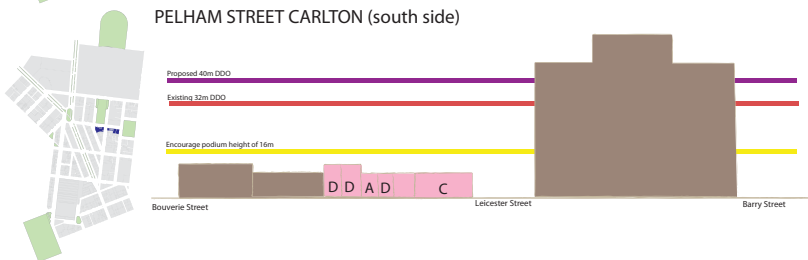 PELHAM STREET CARLTON (south side)
Proposed 40m DDO
Existing 32m DDO
Encourage podium height of 16m
D D A D C
Bouverie Street
Leicester Street
Barry Street